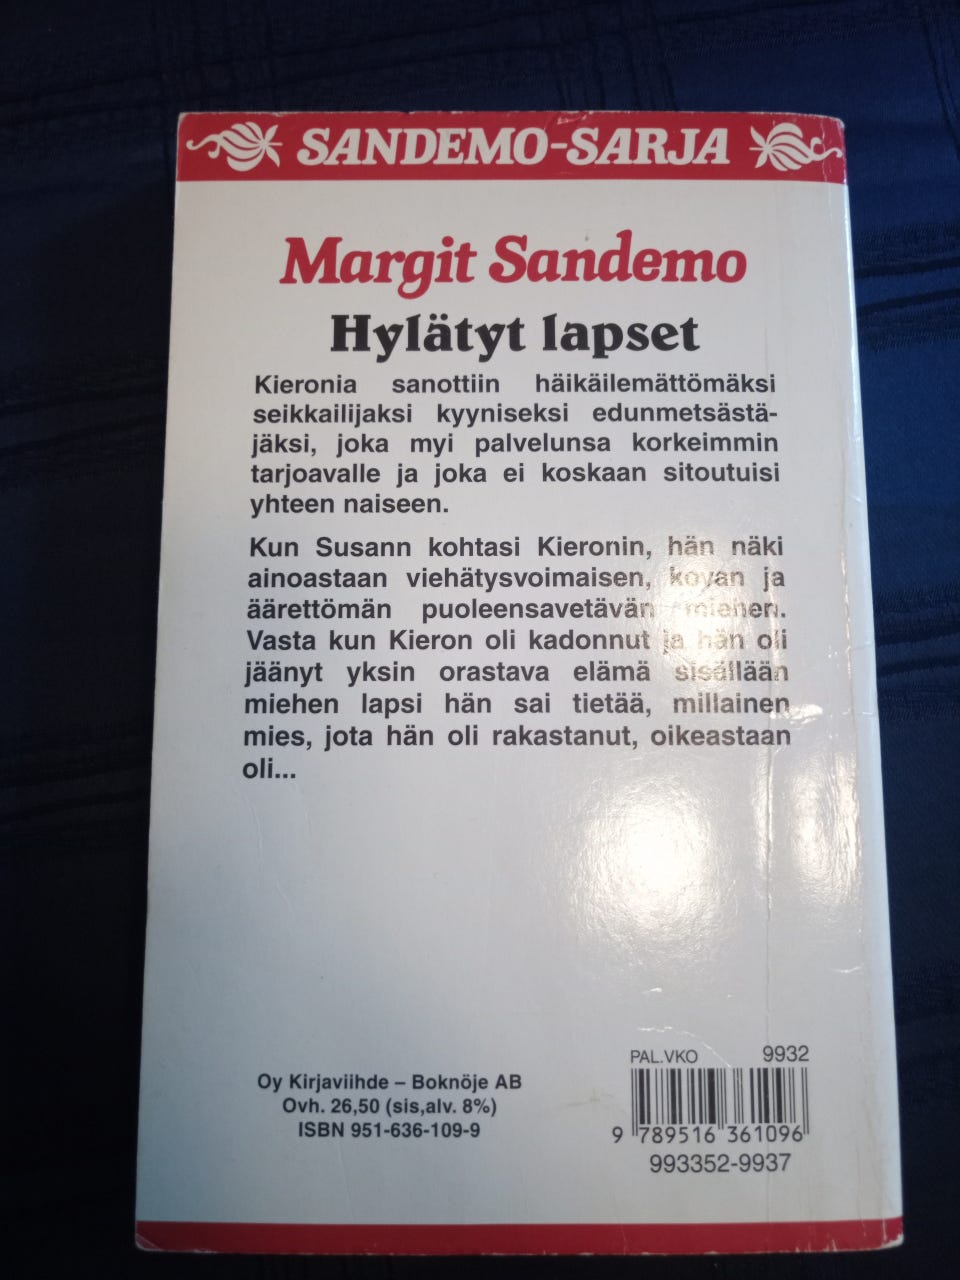 SANDEMO-SARJA
Margit Sandemo
Hylätyt lapset
Kieronia sanottiin häikäilemättömäksi
seikkailijaksi kyyniseksi edunmetsästä-
jäksi, joka myi palvelunsa korkeimmin
tarjoavalle ja joka ei koskaan sitoutuisi
yhteen naiseen.
Kun Susann kohtasi Kieronin, hän näki
ainoastaan viehätysvoimaisen, kovan ja
äärettömän puoleensavetävän miehen.
Vasta kun Kieron oli kadonnut ja hän oli
jäänyt yksin orastava elämä sisällään
miehen lapsi hän sai tietää, millainen
mies, jota hän oli rakastanut, oikeastaan
oli...
Oy Kirjaviihde – Boknöje AB
Ovh. 26,50 (sis,alv. 8%)
ISBN 951-636-109-9
PAL.VKO 9932
9 789516 361096
993352-9937